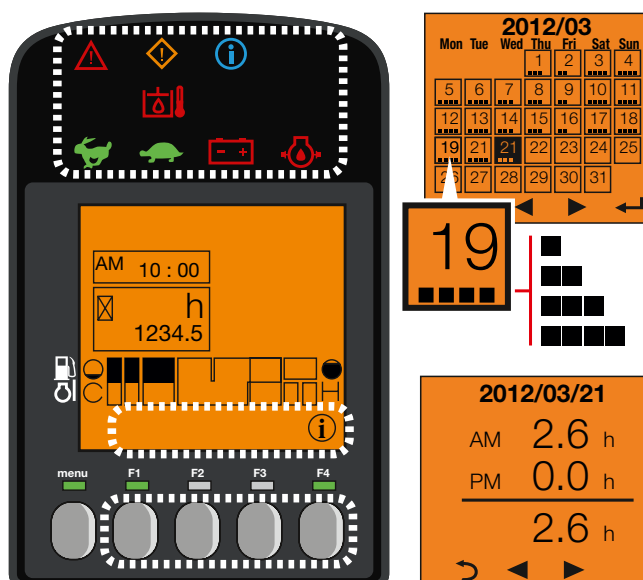 AM 10 : 00
h
1234.5
C H
i
menu F1 F2 F3 F4
2012/03
Mon Tue Wed Thu Fri Sat Sun
1 2 3 4
5 6 7 8 9 10 11
12 13 14 15 16 17 18
19 21 21 22 23 24 25
26 27 28 29 30 31
19
2012/03/21
AM 2.6 h
PM 0.0 h
2.6 h